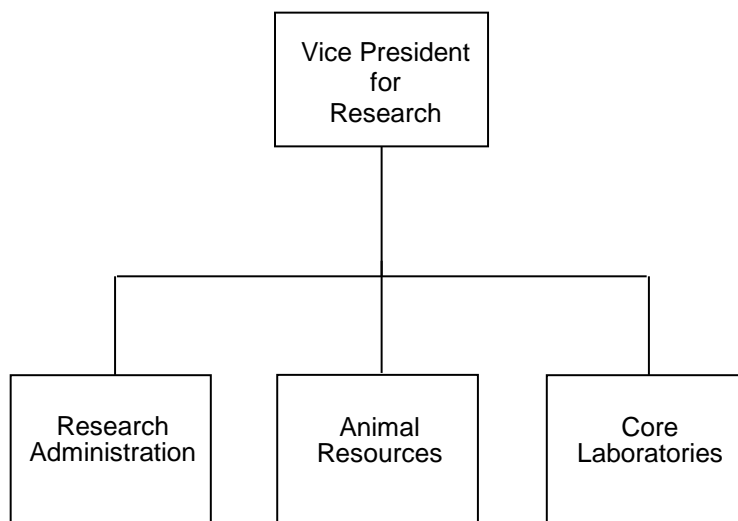 Vice President
for
Research
Research
Administration
Animal
Resources
Core
Laboratories